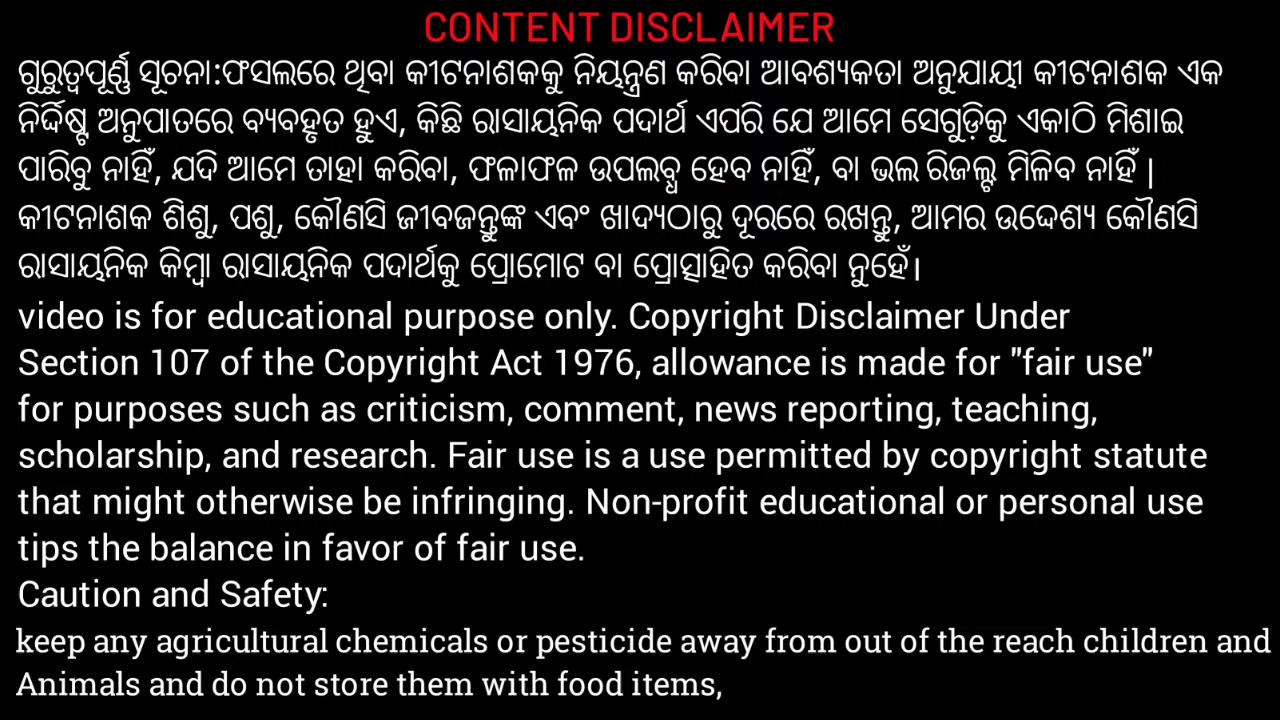 CONTENT DISCLAIMER
ଗୁରୁତ୍ୱପୂର୍ଣ୍ଣ ସୂଚନା:ଫସଲରେ ଥିବା କୀଟନାଶକକୁ ନିୟନ୍ତ୍ରଣ କରିବା ଆବଶ୍ୟକତା ଅନୁଯାୟୀ କୀଟନାଶକ ଏକ
ନିର୍ଦ୍ଦିଷ୍ଟ ଅନୁପାତରେ ବ୍ୟବହୃତ ହୁଏ, କିଛି ରାସାୟନିକ ପଦାର୍ଥ ଏପରି ଯେ ଆମେ ସେଗୁଡ଼ିକୁ ଏକାଠି ମିଶାଇ
ପାରିବୁ ନାହିଁ, ଯଦି ଆମେ ତାହା କରିବା, ଫଳାଫଳ ଉପଲବ୍ଧ ହେବ ନାହିଁ, ବା ଭଲ ରିଜଲ୍ଟ ମିଳିବ ନାହିଁ |
କୀଟନାଶକ ଶିଶୁ, ପଶୁ, କୌଣସି ଜୀବଜନ୍ତୁଙ୍କ ଏବଂ ଖାଦ୍ୟଠାରୁ ଦୂରରେ ରଖନ୍ତୁ, ଆମର ଉଦ୍ଦେଶ୍ୟ କୌଣସି
ରାସାୟନିକ କିମ୍ବା ରାସାୟନିକ ପଦାର୍ଥକୁ ପ୍ରୋମୋଟ ବା ପ୍ରୋତ୍ସାହିତ କରିବା ନୁହେଁ।
video is for educational purpose only. Copyright Disclaimer Under
Section 107 of the Copyright Act 1976, allowance is made for "fair use"
for purposes such as criticism, comment, news reporting, teaching,
scholarship, and research. Fair use is a use permitted by copyright statute
that might otherwise be infringing. Non-profit educational or personal use
tips the balance in favor of fair use.
Caution and Safety:
keep any agricultural chemicals or pesticide away from out of the reach children and
Animals and do not store them with food items,